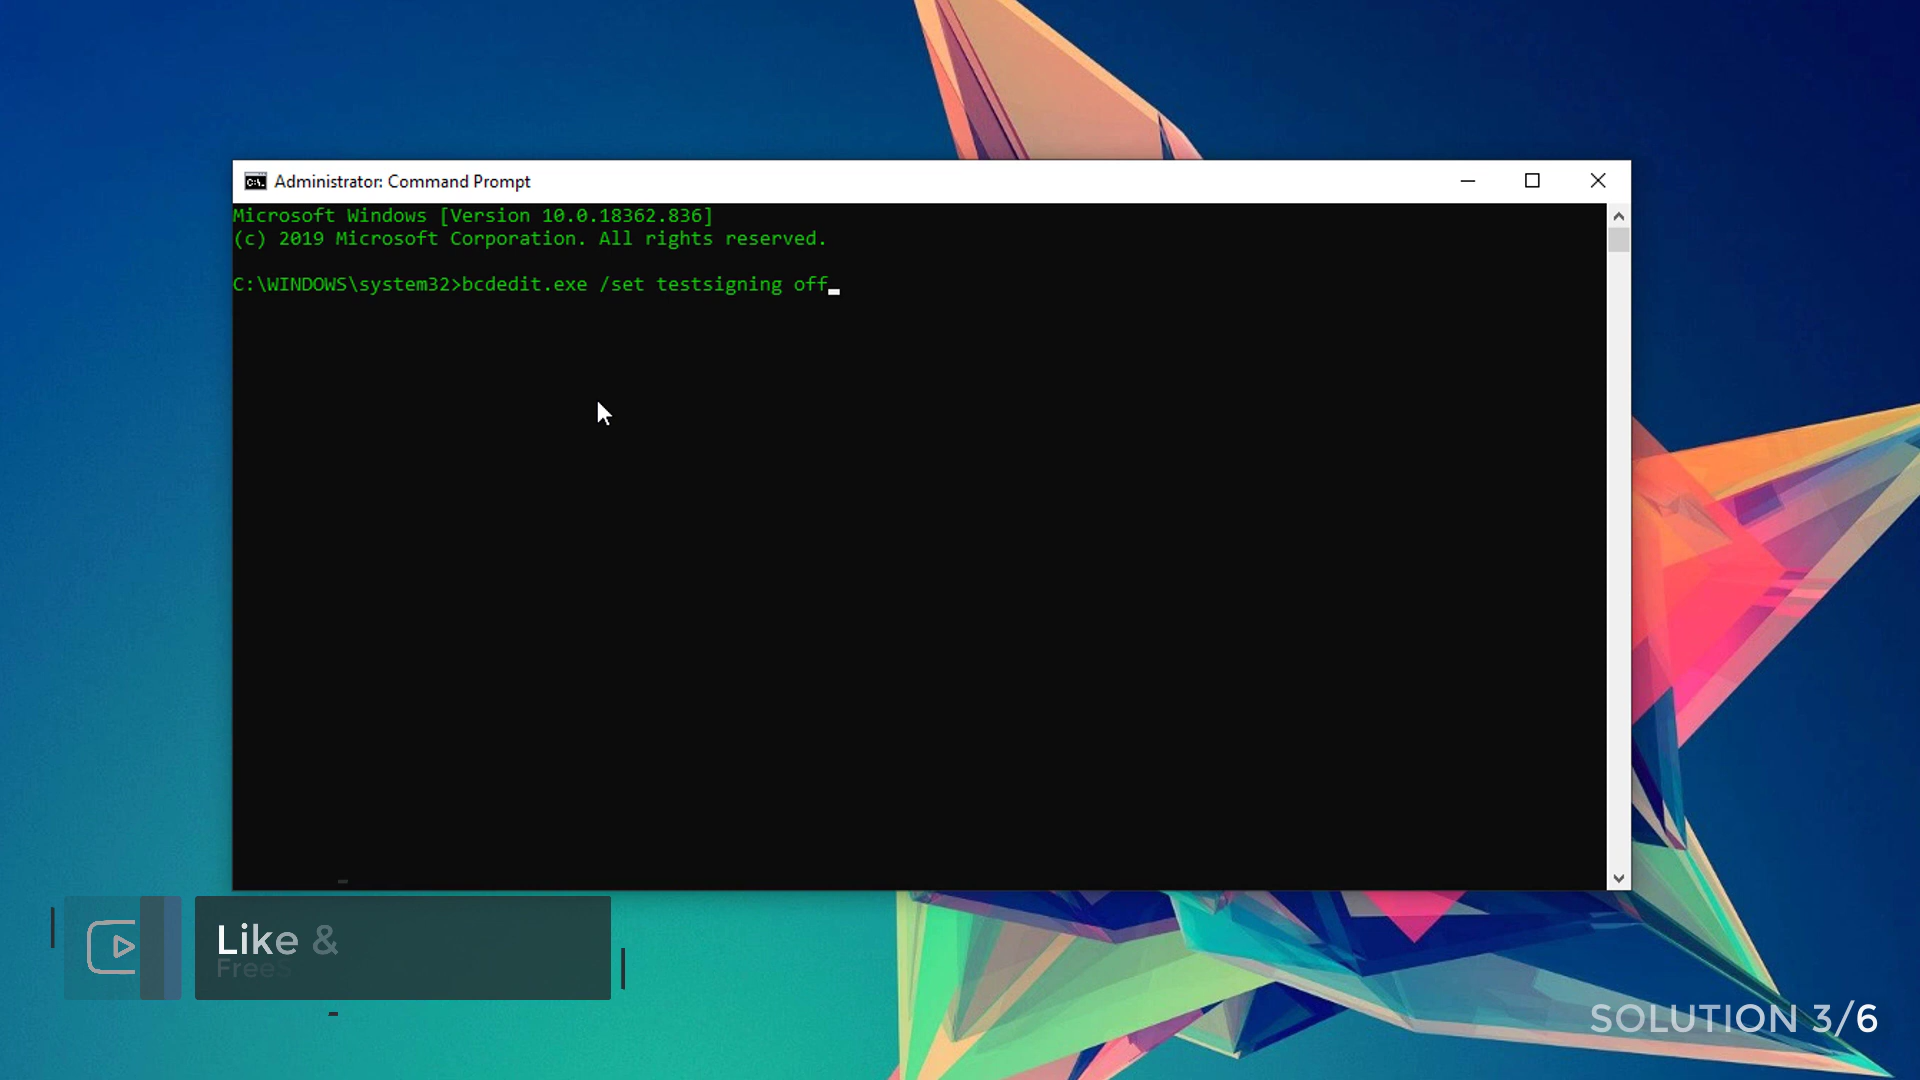 Administrator: Command Prompt
Microsoft Windows [Version 10.0.18362.836]
(c) 2019 Microsoft Corporation. All rights reserved.
C:\WINDOWS\system32>bcdedit.exe /set testsigning off
Like &
Free
SOLUTION 3/6